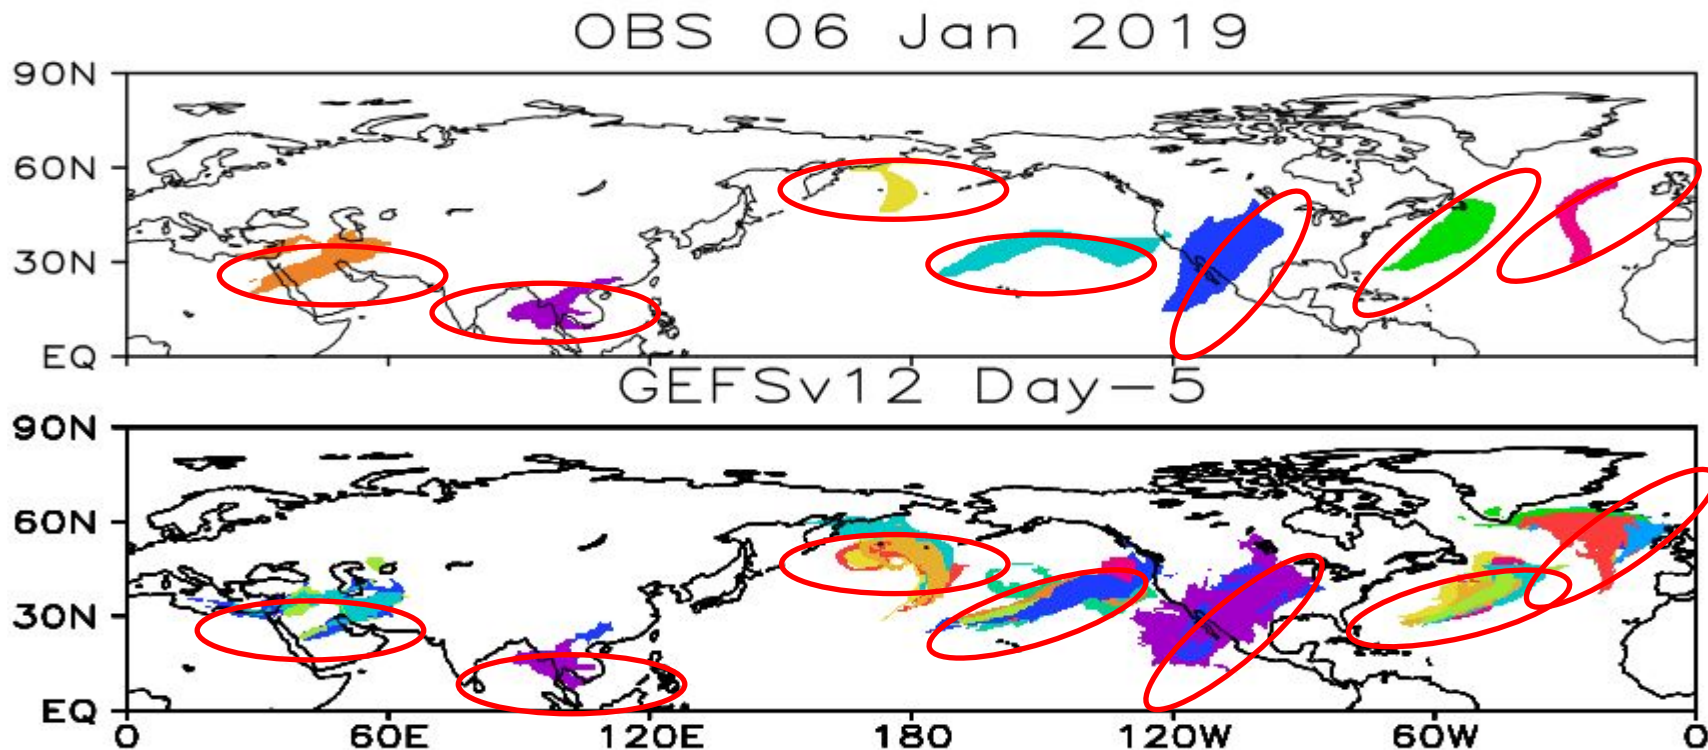 OBS 06 Jan 2019
90N
60N
30N
EQ
GEFSv12 Day-5
90N
60N
30N
EQ
0 60E 120E 180 120W 60W 0